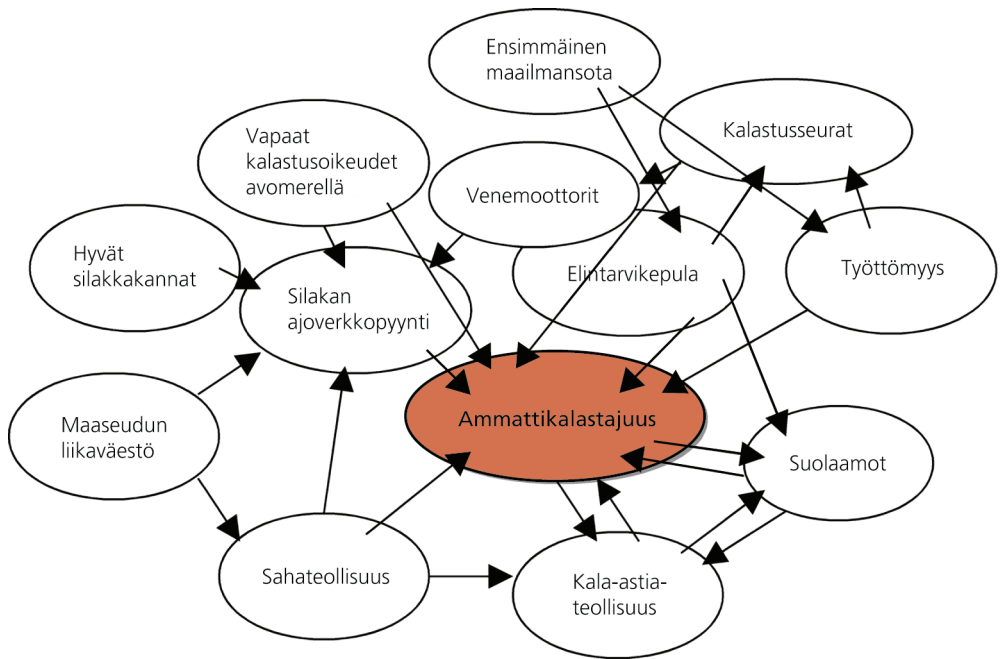 Ensimmäinen
maailmansota
Kalastusseurat
Vapaat
kalastusoikeudet
avomerellä
Venemoottorit
Hyvät
silakkakannat
Silakan
ajoverkkopyynti
Elintarvikepula
Työttömyys
Maaseudun
liikaväestö
Ammattikalastajuus
Suolaamot
Sahateollisuus
Kala-astia-
teollisuus